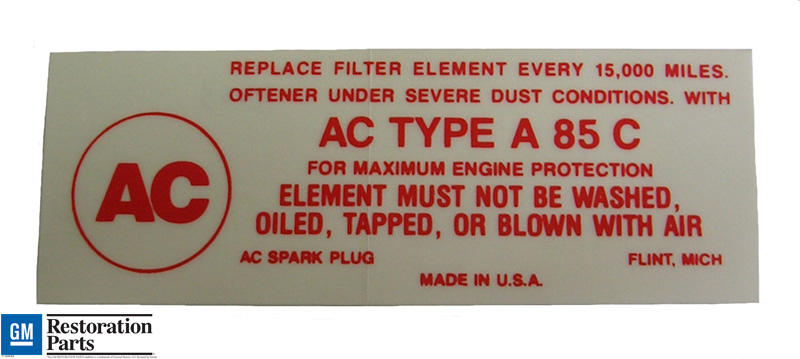 REPLACE FILTER ELEMENT EVERY 15,000 MILES.
OFTENER UNDER SEVERE DUST CONDITIONS. WITH
AC TYPE A 85 C
FOR MAXIMUM ENGINE PROTECTION
ELEMENT MUST NOT BE WASHED,
OILED, TAPPED, OR BLOWN WITH AIR
AC
AC SPARK PLUG
FLINT, MICH
MADE IN U.S.A.
GM
Restoration
Parts